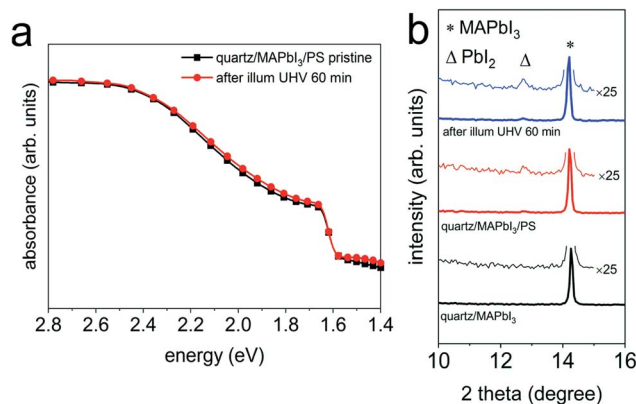 a
absorbance (arb. units)
quartz/MAPbI₃/PS pristine
after illum UHV 60 min
2.8 2.6 2.4 2.2 2.0 1.8 1.6 1.4
energy (eV)
b
intensity (arb. units)
* MAPbI₃
Δ PbI₂ Δ *
×25
after illum UHV 60 min
×25
quartz/MAPbI₃/PS
×25
quartz/MAPbI₃
10 12 14 16
2 theta (degree)